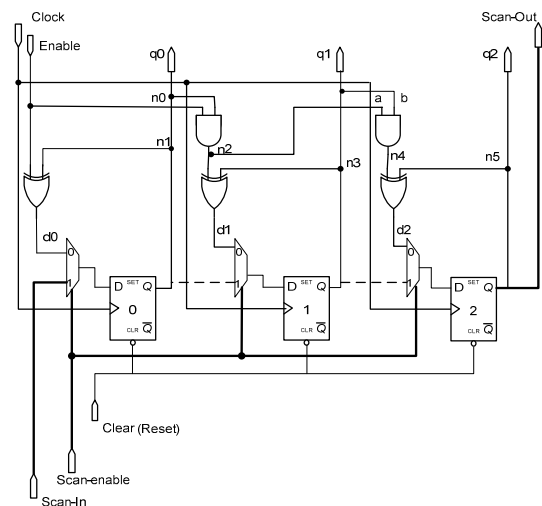 Clock
Scan-Out
Enable
q0
q1
q2
n0
a
b
n1
n2
n3
n4
n5
d0
d1
d2
0
0
0
1
1
1
D SET Q
D SET Q
D SET Q
0
1
2
CLR Q
CLR Q
CLR Q
Clear (Reset)
Scan-enable
Scan-In